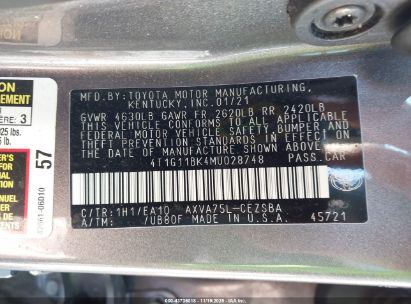 MFD. BY: TOYOTA MOTOR MANUFACTURING,
KENTUCKY, INC. 01/21
GVWR 4630LB GAWR FR 2620LB RR 2420LB
THIS VEHICLE CONFORMS TO ALL APPLICABLE
FEDERAL MOTOR VEHICLE SAFETY, BUMPER, AND
THEFT PREVENTION STANDARDS IN EFFECT ON
THE DATE OF MANUFACTURE SHOWN ABOVE.
4T1G11BK4MU028748 PASS.CAR
C/TR: 1H1/EA10 AXVA75L-CEZSBA
A/TM: /UB80F MADE IN U.S.A. 45721
3
57